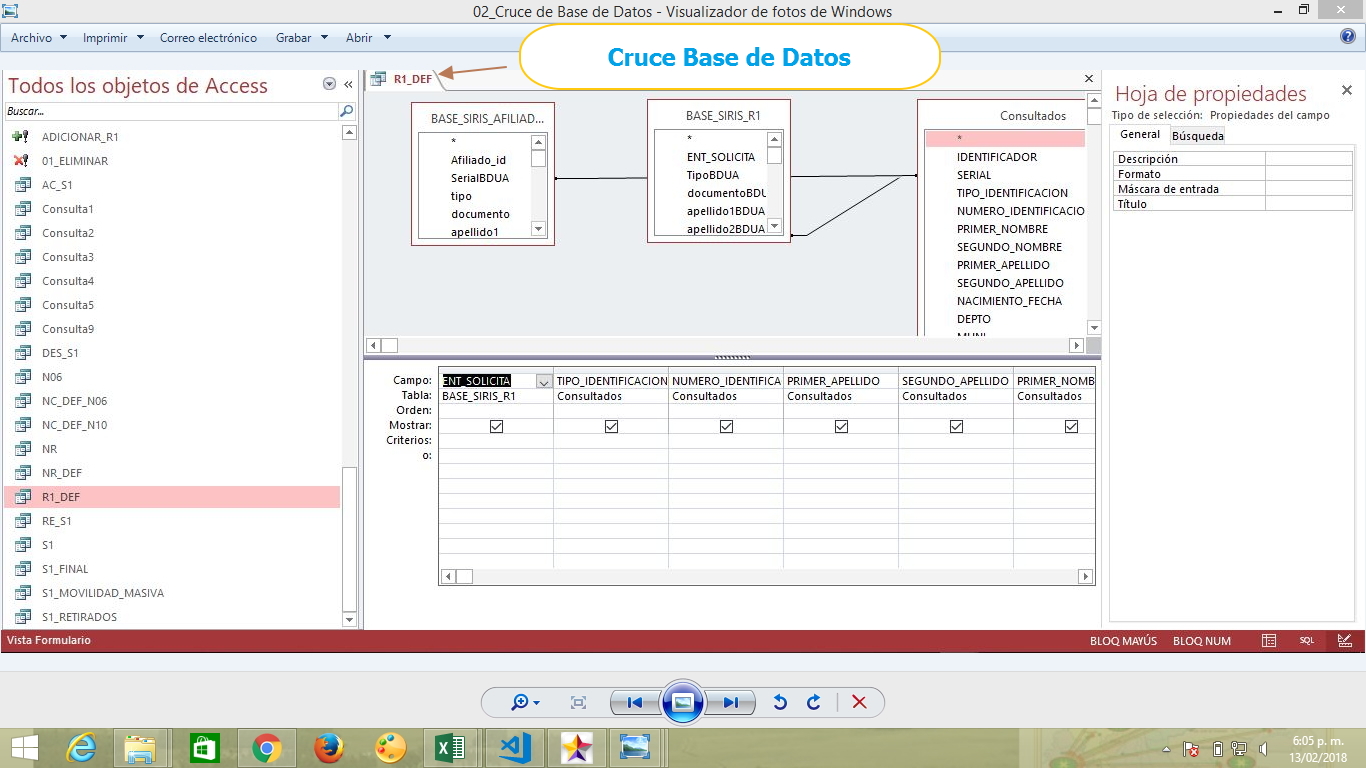 02_Cruce de Base de Datos - Visualizador de fotos de Windows
Archivo Imprimir Correo electrónico Grabar Abrir
Cruce Base de Datos
Todos los objetos de Access
Buscar...
ADICIONAR_R1
01_ELIMINAR
AC_S1
Consulta1
Consulta2
Consulta3
Consulta4
Consulta5
Consulta9
DES_S1
N06
NC_DEF_N06
NC_DEF_N10
NR
NR_DEF
R1_DEF
RE_S1
S1
S1_FINAL
S1_MOVILIDAD_MASIVA
S1_RETIRADOS
R1_DEF
BASE_SIRIS_AFILIAD...
*
Afiliado_id
SerialBDUA
tipo
documento
apellido1
BASE_SIRIS_R1
*
ENT_SOLICITA
TipoBDUA
documentoBDU
apellido1BDUA
apellido2BDUA
Consultados
*
IDENTIFICADOR
SERIAL
TIPO_IDENTIFICACION
NUMERO_IDENTIFICACIO
PRIMER_NOMBRE
SEGUNDO_NOMBRE
PRIMER_APELLIDO
SEGUNDO_APELLIDO
NACIMIENTO_FECHA
DEPTO
MUNI
Campo: ENT_SOLICITA TIPO_IDENTIFICACION NUMERO_IDENTIFICA PRIMER_APELLIDO SEGUNDO_APELLIDO PRIMER_NOMB
Tabla: BASE_SIRIS_R1 Consultados Consultados Consultados Consultados Consultados
Orden:
Mostrar:
Criterios:
o:
Hoja de propiedades
Tipo de selección: Propiedades del campo
General Búsqueda
Descripción
Formato
Máscara de entrada
Título
Vista Formulario BLOQ MAYÚS BLOQ NUM SQL
6:05 p. m.
13/02/2018